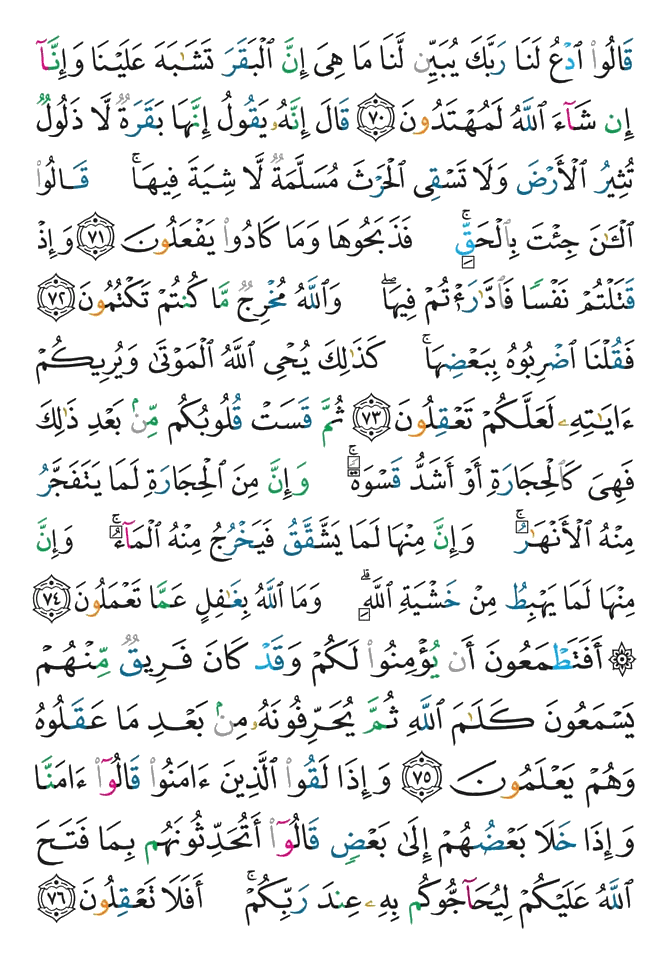 قَالُوا۟ ٱدْعُ لَنَا رَبَّكَ يُبَيِّن لَّنَا مَا هِىَ إِنَّ ٱلْبَقَرَ تَشَـٰبَهَ عَلَيْنَا وَإِنَّآ
إِن شَآءَ ٱللَّهُ لَمُهْتَدُونَ ٧٠ قَالَ إِنَّهُۥ يَقُولُ إِنَّهَا بَقَرَةٌ لَّا ذَلُولٌ
تُثِيرُ ٱلْأَرْضَ وَلَا تَسْقِى ٱلْحَرْثَ مُسَلَّمَةٌ لَّا شِيَةَ فِيهَا ۚ قَالُوا۟
ٱلْـَٔـٰنَ جِئْتَ بِٱلْحَقِّ ۚ فَذَبَحُوهَا وَمَا كَادُوا۟ يَفْعَلُونَ ٧١ وَإِذْ
قَتَلْتُمْ نَفْسًا فَٱدَّٰرَْٰٔتُمْ فِيهَا ۖ وَٱللَّهُ مُخْرِجٌ مَّا كُنتُمْ تَكْتُمُونَ ٧٢
فَقُلْنَا ٱضْرِبُوهُ بِبَعْضِهَا ۚ كَذَٰلِكَ يُحْىِ ٱللَّهُ ٱلْمَوْتَىٰ وَيُرِيكُمْ
ءَايَـٰتِهِۦ لَعَلَّكُمْ تَعْقِلُونَ ٧٣ ثُمَّ قَسَتْ قُلُوبُكُم مِّنۢ بَعْدِ ذَٰلِكَ
فَهِىَ كَٱلْحِجَارَةِ أَوْ أَشَدُّ قَسْوَةً ۚ وَإِنَّ مِنَ ٱلْحِجَارَةِ لَمَا يَتَفَجَّرُ
مِنْهُ ٱلْأَنْهَـٰرُ ۚ وَإِنَّ مِنْهَا لَمَا يَشَّقَّقُ فَيَخْرُجُ مِنْهُ ٱلْمَآءُ ۚ وَإِنَّ
مِنْهَا لَمَا يَهْبِطُ مِنْ خَشْيَةِ ٱللَّهِ ۗ وَمَا ٱللَّهُ بِغَـٰفِلٍ عَمَّا تَعْمَلُونَ ٧٤
۞ أَفَتَطْمَعُونَ أَن يُؤْمِنُوا۟ لَكُمْ وَقَدْ كَانَ فَرِيقٌ مِّنْهُمْ
يَسْمَعُونَ كَلَـٰمَ ٱللَّهِ ثُمَّ يُحَرِّفُونَهُۥ مِنۢ بَعْدِ مَا عَقَلُوهُ
وَهُمْ يَعْلَمُونَ ٧٥ وَإِذَا لَقُوا۟ ٱلَّذِينَ ءَامَنُوا۟ قَالُوٓا۟ ءَامَنَّا
وَإِذَا خَلَا بَعْضُهُمْ إِلَىٰ بَعْضٍ قَالُوٓا۟ أَتُحَدِّثُونَهُم بِمَا فَتَحَ
ٱللَّهُ عَلَيْكُمْ لِيُحَآجُّوكُم بِهِۦ عِندَ رَبِّكُمْ ۚ أَفَلَا تَعْقِلُونَ ٧٦